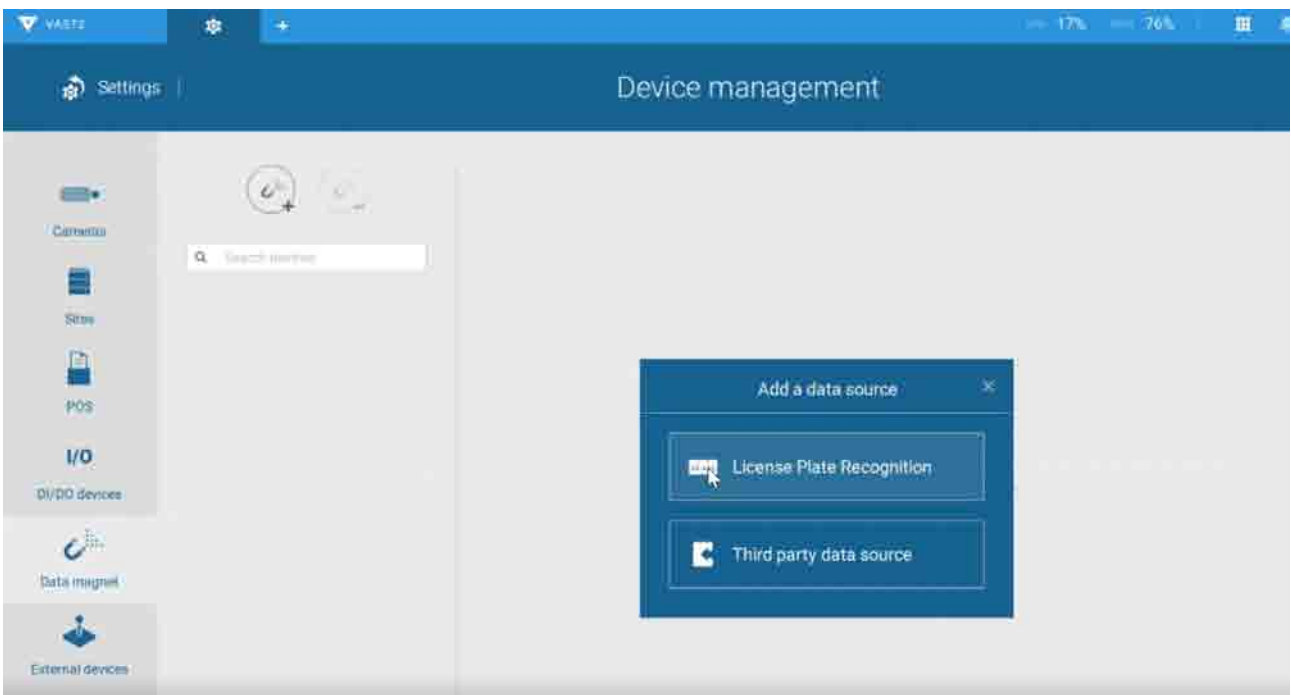 VAST2
17%
76%
Settings
Device management
Cameras
Search
Sites
POS
I/O
DI/DO devices
Data magnet
External devices
Add a data source
License Plate Recognition
Third party data source